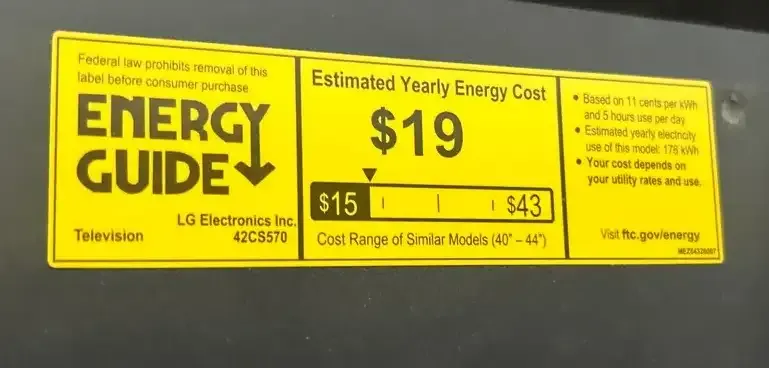 Federal law prohibits removal of this
label before consumer purchase
ENERGY
GUIDE
LG Electronics Inc.
Television 42CS570
Estimated Yearly Energy Cost
$19
$15 $43
Cost Range of Similar Models (40" – 44")
• Based on 11 cents per kWh
and 5 hours use per day
• Estimated yearly electricity
use of this model: 178 kWh
• Your cost depends on
your utility rates and use.
Visit ftc.gov/energy